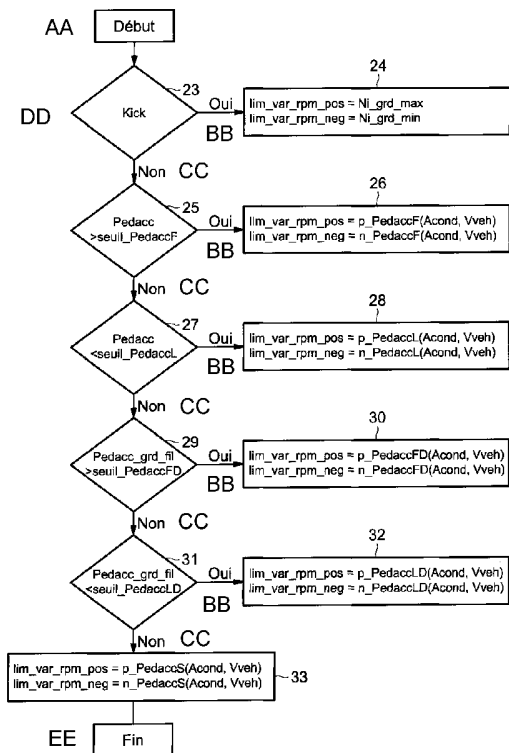 AA
Début
23
24
DD
Kick
Oui
BB
lim_var_rpm_pos = Ni_grd_max
lim_var_rpm_neg = Ni_grd_min
Non CC
25
26
Pedacc
>seuil_PedaccF
Oui
BB
lim_var_rpm_pos = p_PedaccF(Acond, Vveh)
lim_var_rpm_neg = n_PedaccF(Acond, Vveh)
Non CC
27
28
Pedacc
<seuil_PedaccL
Oui
BB
lim_var_rpm_pos = p_PedaccL(Acond, Vveh)
lim_var_rpm_neg = n_PedaccL(Acond, Vveh)
Non CC
29
30
Pedacc_grd_fil
>seuil_PedaccFD
Oui
BB
lim_var_rpm_pos = p_PedaccFD(Acond, Vveh)
lim_var_rpm_neg = n_PedaccFD(Acond, Vveh)
Non CC
31
32
Pedacc_grd_fil
<seuil_PedaccLD
Oui
BB
lim_var_rpm_pos = p_PedaccLD(Acond, Vveh)
lim_var_rpm_neg = n_PedaccLD(Acond, Vveh)
Non CC
lim_var_rpm_pos = p_PedaccS(Acond, Vveh)
lim_var_rpm_neg = n_PedaccS(Acond, Vveh)
33
EE
Fin